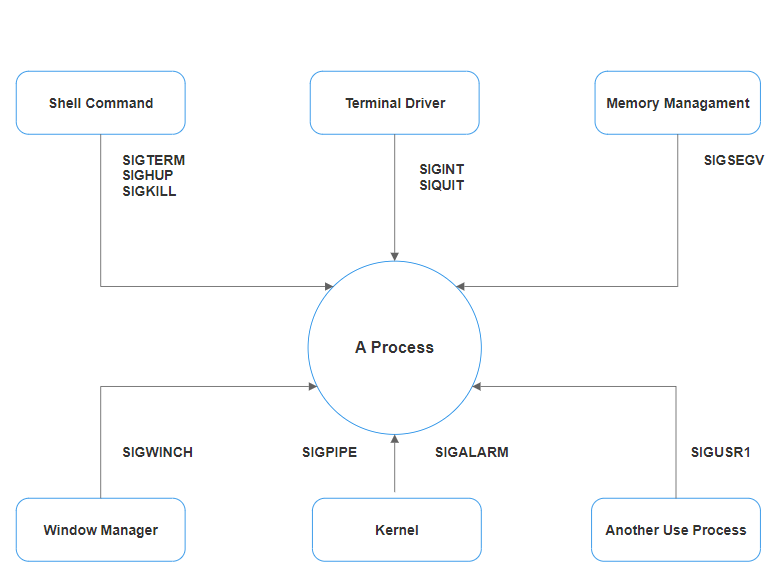 Shell Command
Terminal Driver
Memory Managament
SIGTERM
SIGHUP
SIGKILL
SIGINT
SIQUIT
SIGSEGV
A Process
SIGWINCH
SIGPIPE
SIGALARM
SIGUSR1
Window Manager
Kernel
Another Use Process